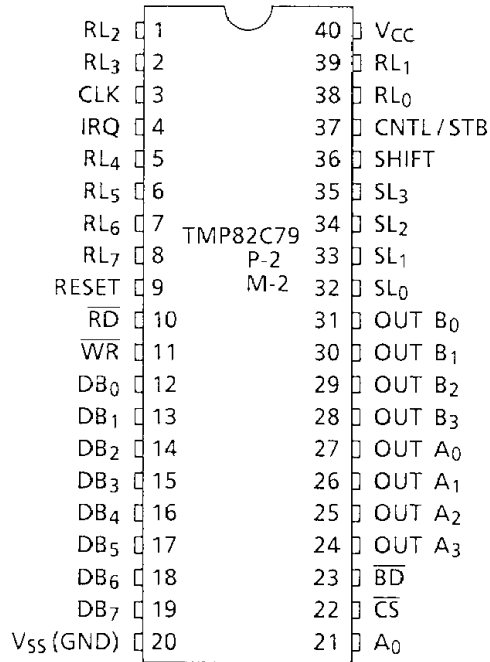 RL2 1 40 VCC
RL3 2 39 RL1
CLK 3 38 RL0
IRQ 4 37 CNTL / STB
RL4 5 36 SHIFT
RL5 6 35 SL3
RL6 7 34 SL2
TMP82C79
RL7 8 P-2 33 SL1
RESET 9 M-2 32 SL0
RD 10 31 OUT B0
WR 11 30 OUT B1
DB0 12 29 OUT B2
DB1 13 28 OUT B3
DB2 14 27 OUT A0
DB3 15 26 OUT A1
DB4 16 25 OUT A2
DB5 17 24 OUT A3
DB6 18 23 BD
DB7 19 22 CS
VSS (GND) 20 21 A0